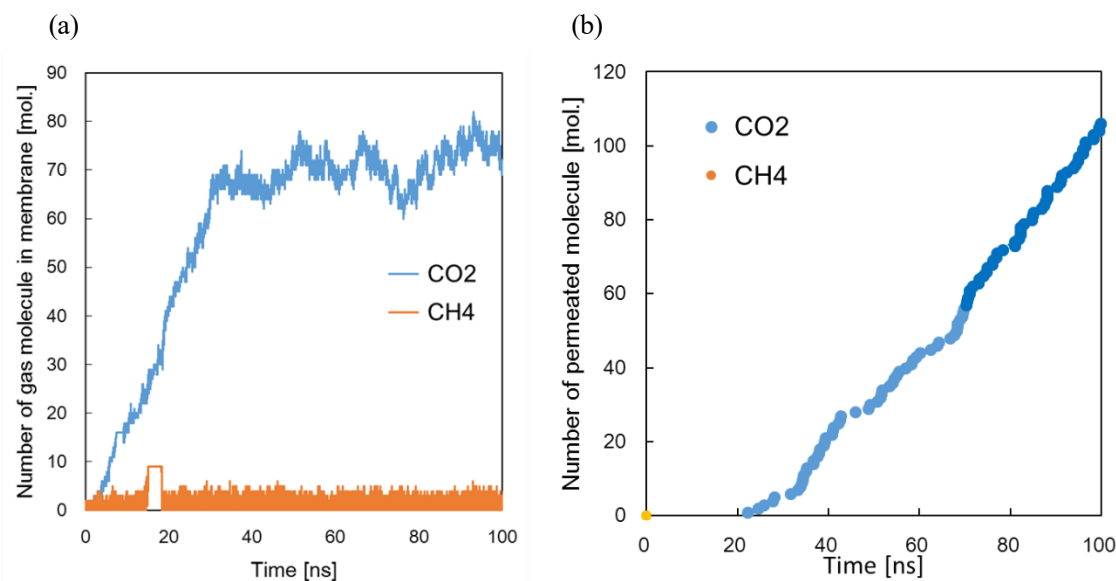 (a)
Number of gas molecule in membrane [mol.]
90
80
70
60
50
40
30
20
10
0
CO2
CH4
0 20 40 60 80 100
Time [ns]
(b)
Number of permeated molecule [mol.]
120
100
80
60
40
20
0
CO2
CH4
0 20 40 60 80 100
Time [ns]